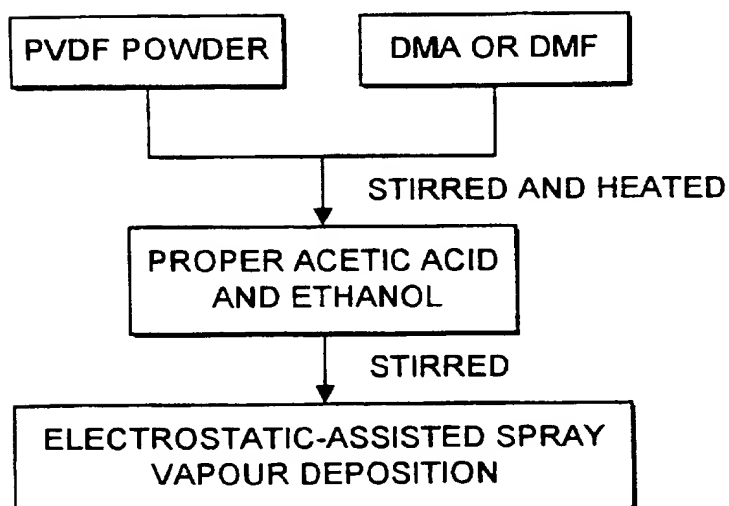 PVDF POWDER
DMA OR DMF
STIRRED AND HEATED
PROPER ACETIC ACID
AND ETHANOL
STIRRED
ELECTROSTATIC-ASSISTED SPRAY
VAPOUR DEPOSITION